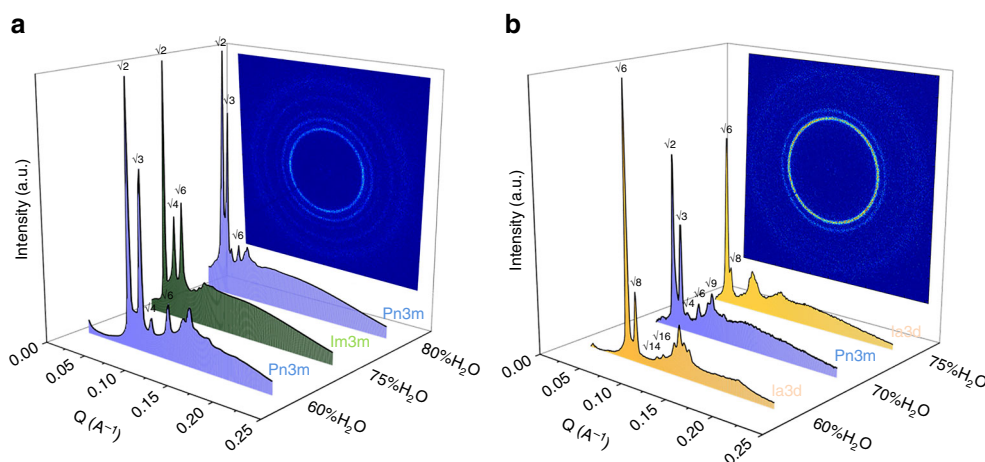 a
√2
√2
√2
√3
√3
√4
√6
√6
√4
√6
Intensity (a.u.)
Pn3m
Im3m
Pn3m
0.00
0.05
0.10
0.15
0.20
0.25
Q (A⁻¹)
60%H₂O
75%H₂O
80%H₂O
b
√6
√2
√6
√3
√8
√8
√4
√6
√9
√14
√16
Intensity (a.u.)
Ia3d
Pn3m
Ia3d
0.00
0.05
0.10
0.15
0.20
0.25
Q (A⁻¹)
60%H₂O
70%H₂O
75%H₂O